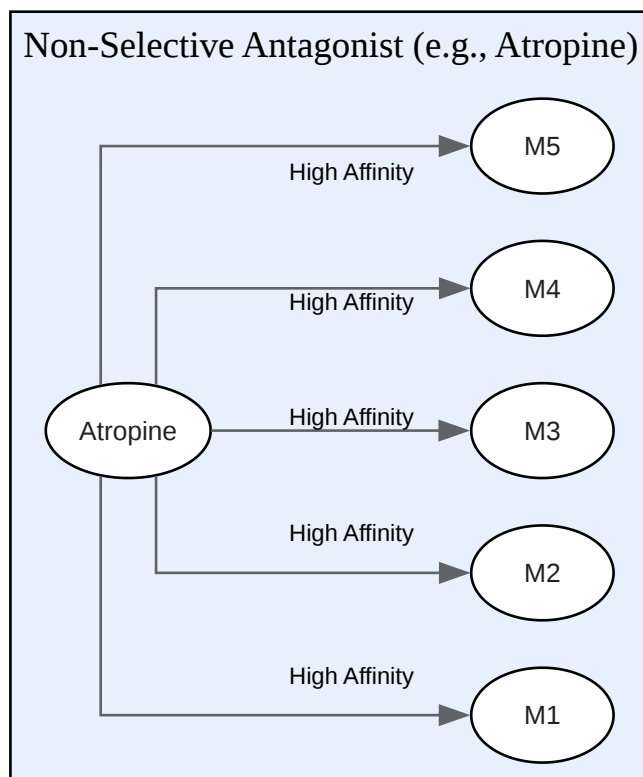 Non-Selective Antagonist (e.g., Atropine)
M5
High Affinity
M4
High Affinity
Atropine
High Affinity
M3
High Affinity
M2
High Affinity
M1